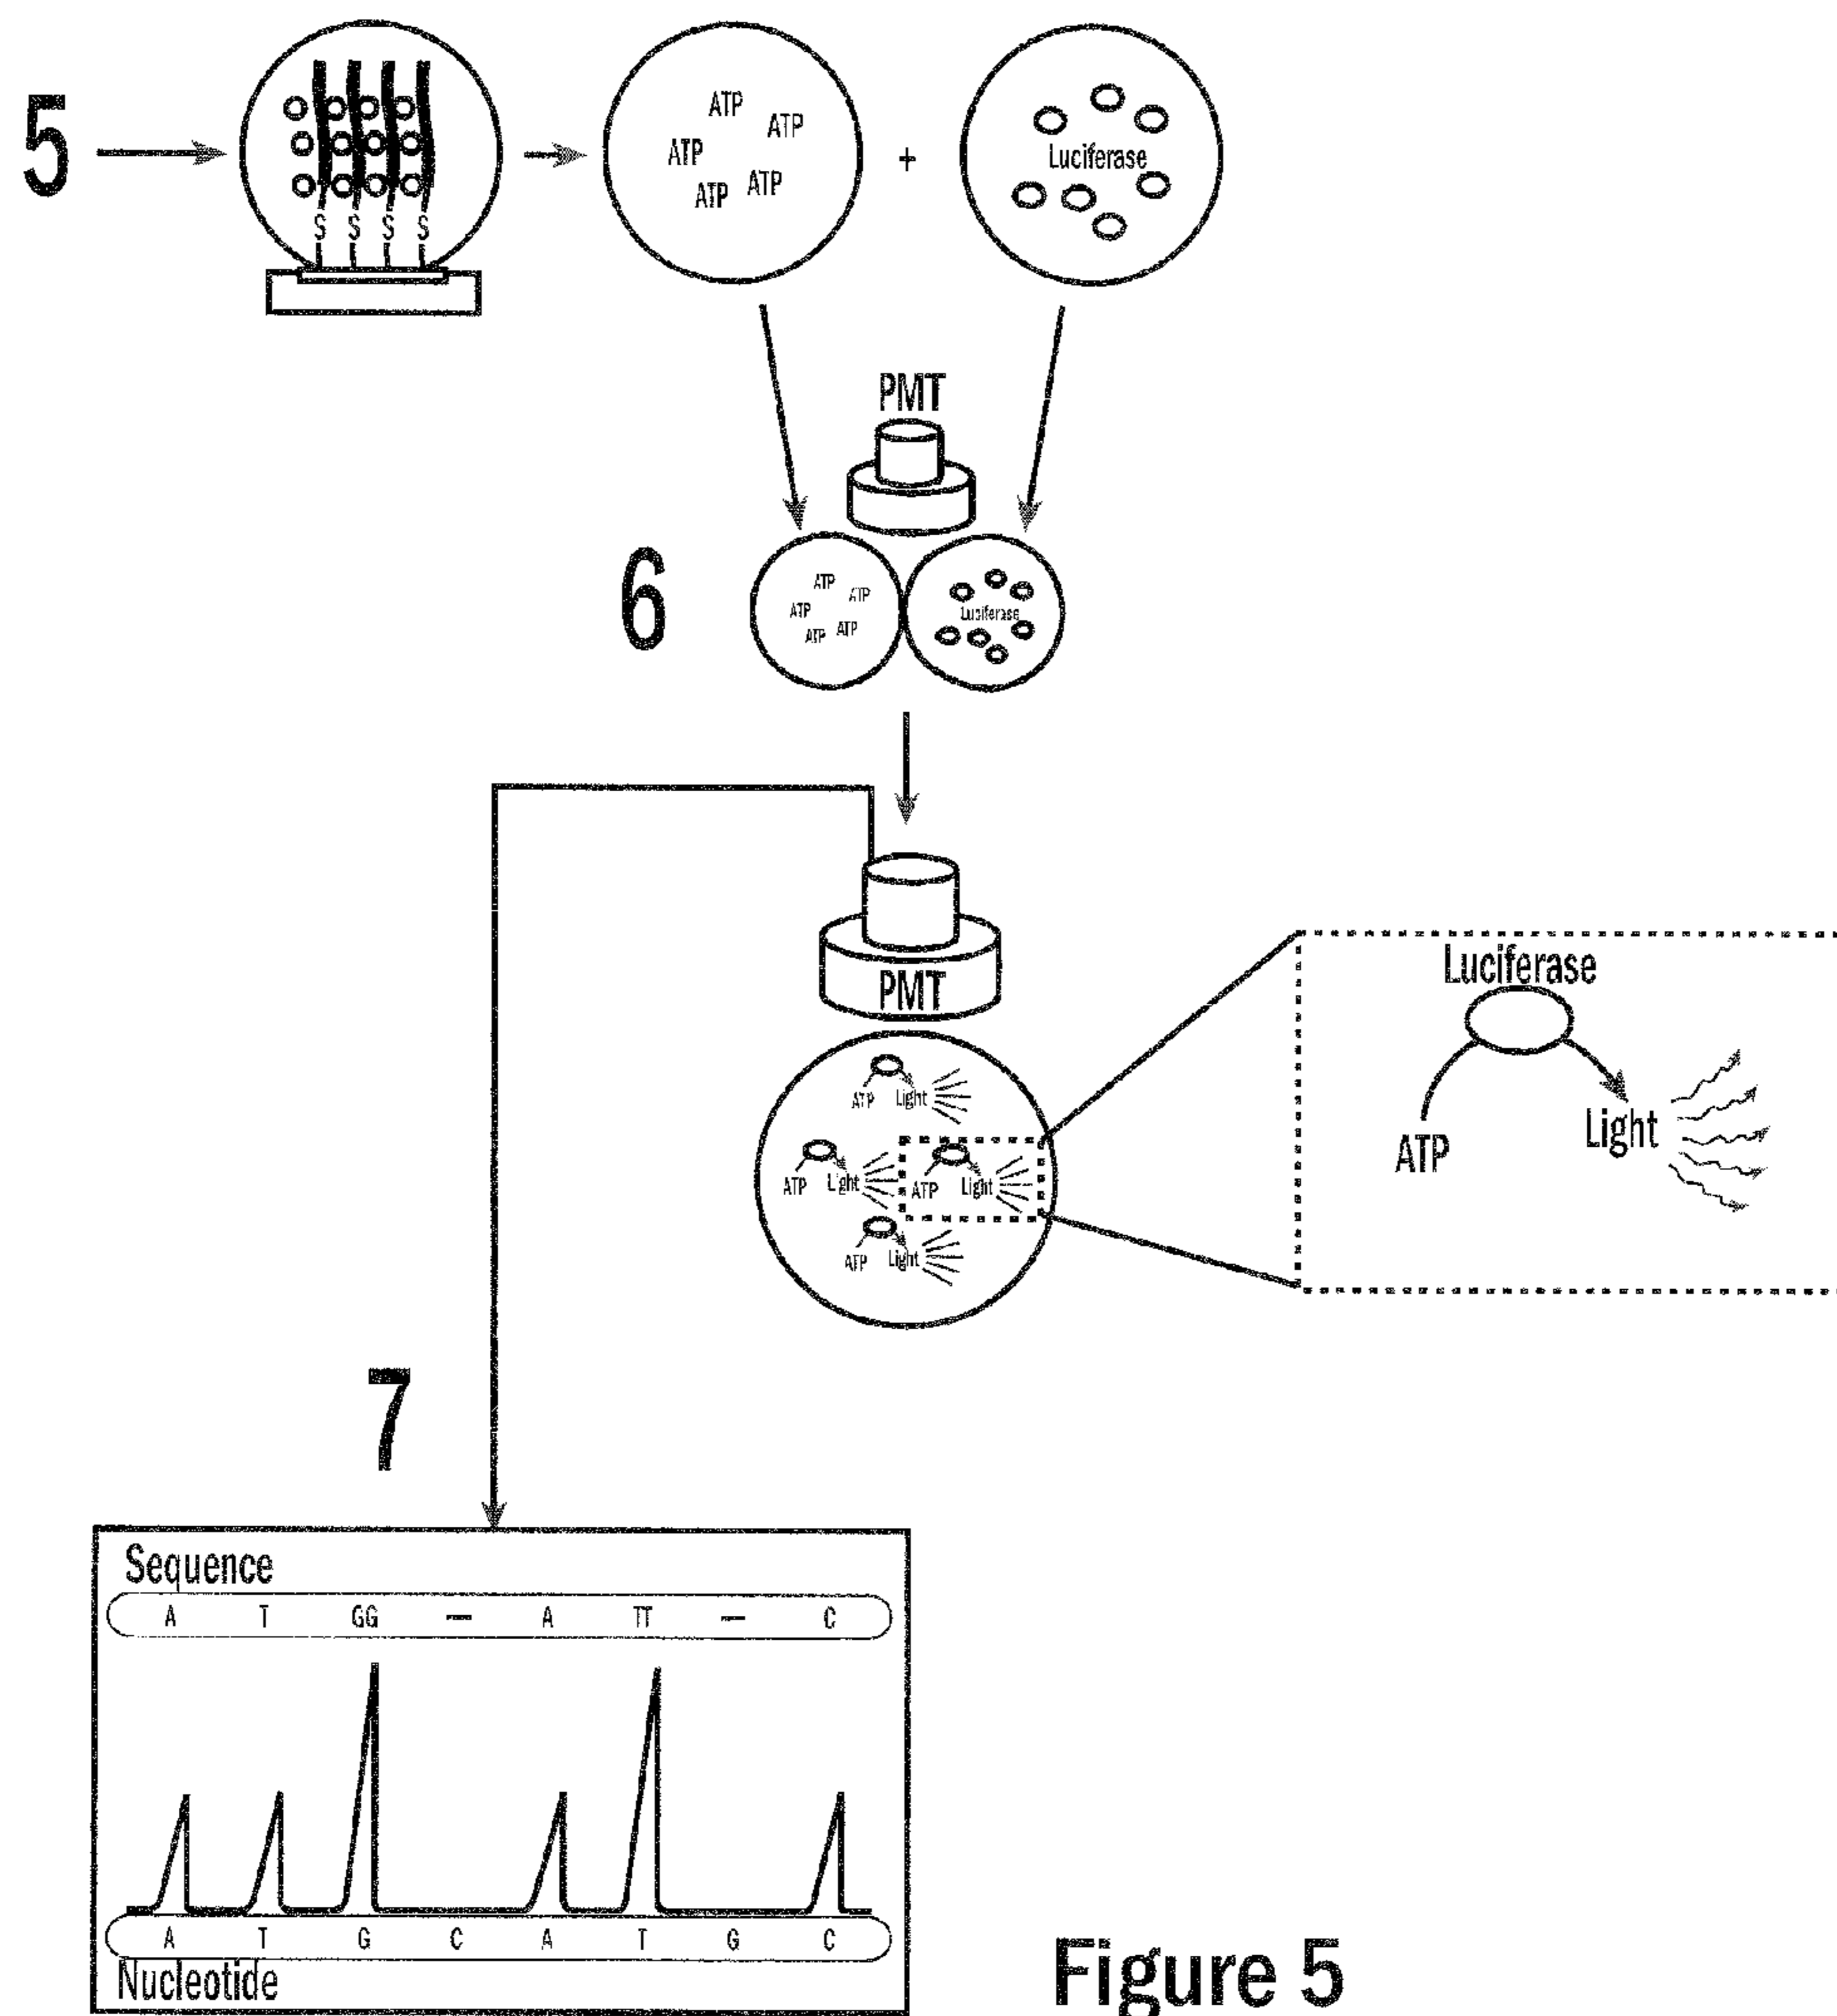 5
S S S S
ATP
ATP
ATP
ATP
ATP
+
Luciferase
PMT
6
ATP
ATP
ATP
ATP
ATP
Luciferase
PMT
ATP Light
ATP Light
ATP Light
ATP Light
Luciferase
ATP
Light
7
Sequence
A T GG — A TT — C
A T G C A T G C
Nucleotide
Figure 5